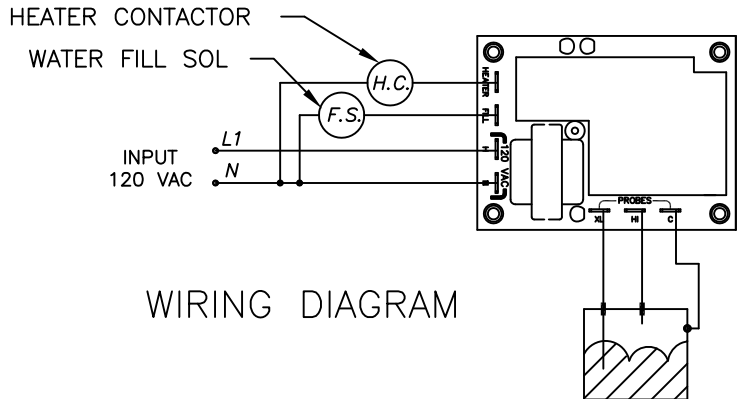 HEATER CONTACTOR
WATER FILL SOL
H.C.
F.S.
HEATER
FILL
L1
INPUT
120 VAC
N
H
N
120 VAC
PROBES
XL
HI
C
WIRING DIAGRAM